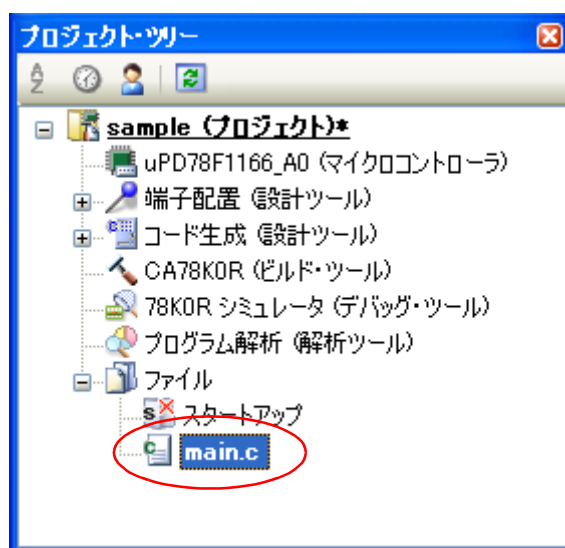 プロジェクト・ツリー
sample (プロジェクト)*
uPD78F1166_A0 (マイクロコントローラ)
端子配置 (設計ツール)
コード生成 (設計ツール)
CA78K0R (ビルド・ツール)
78K0R シミュレータ (デバッグ・ツール)
プログラム解析 (解析ツール)
ファイル
スタートアップ
main.c